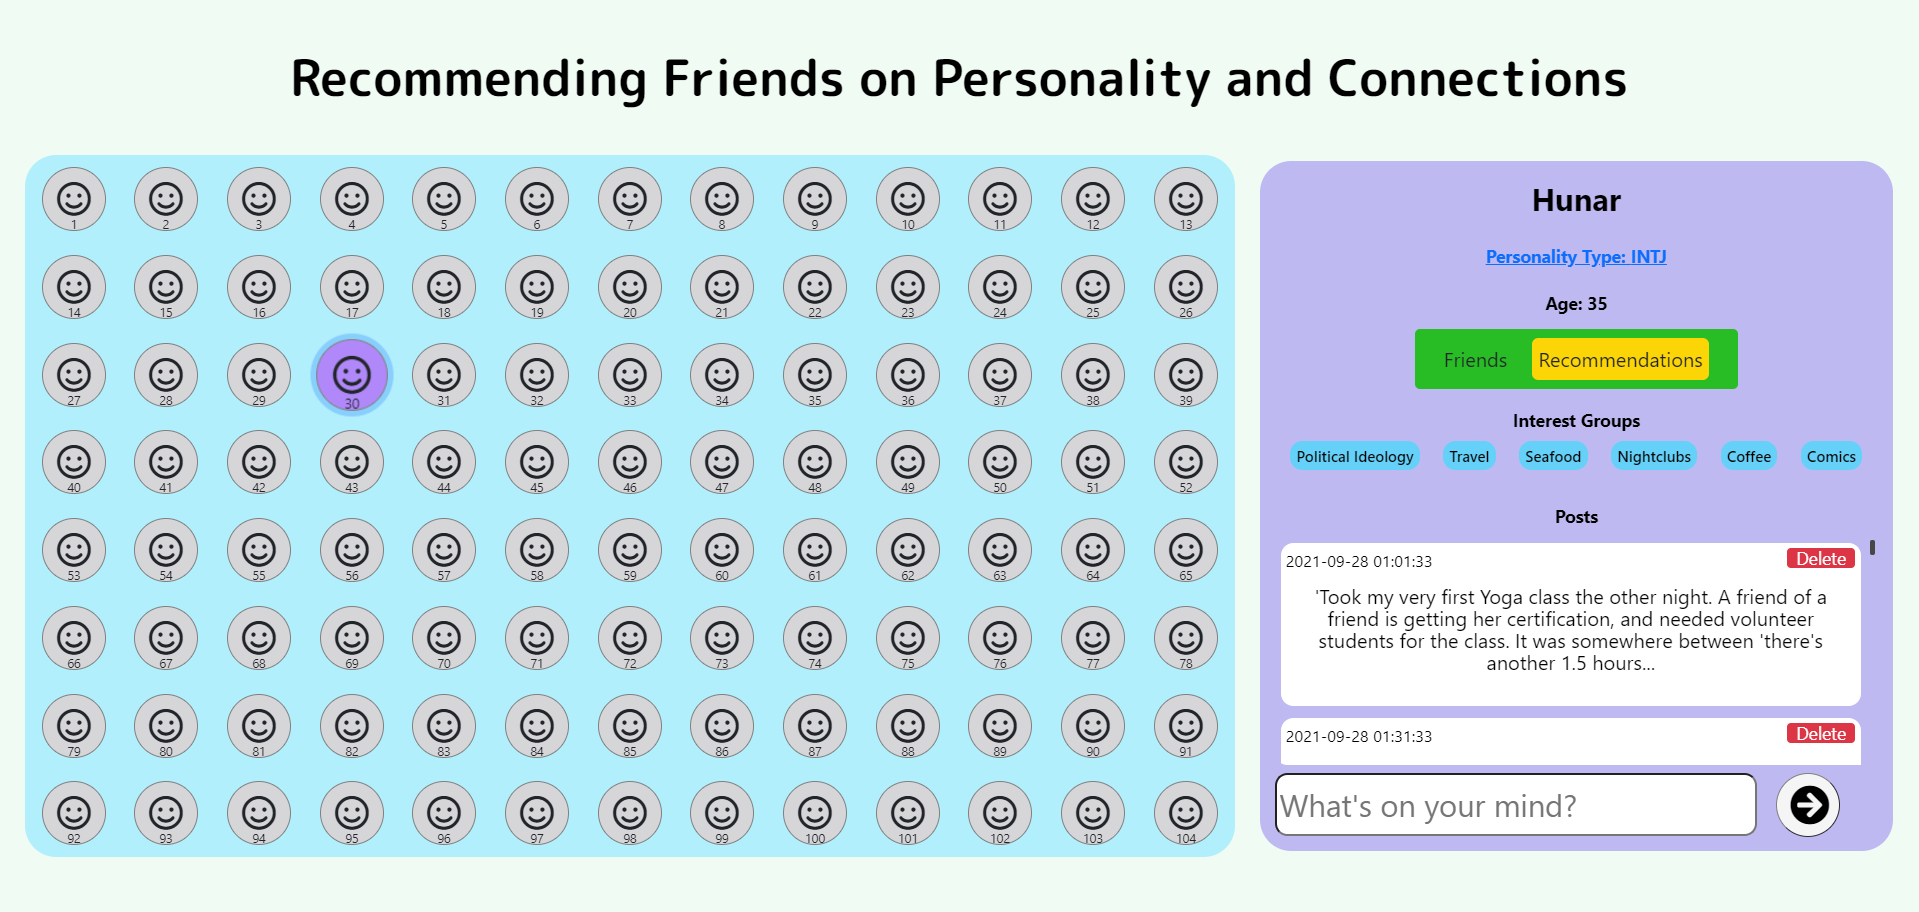 Recommending Friends on Personality and Connections
1 2 3 4 5 6 7 8 9 10 11 12 13
14 15 16 17 18 19 20 21 22 23 24 25 26
27 28 29 30 31 32 33 34 35 36 37 38 39
40 41 42 43 44 45 46 47 48 49 50 51 52
53 54 55 56 57 58 59 60 61 62 63 64 65
66 67 68 69 70 71 72 73 74 75 76 77 78
79 80 81 82 83 84 85 86 87 88 89 90 91
92 93 94 95 96 97 98 99 100 101 102 103 104
Hunar
Personality Type: INTJ
Age: 35
Friends Recommendations
Interest Groups
Political Ideology Travel Seafood Nightclubs Coffee Comics
Posts
2021-09-28 01:01:33 Delete
'Took my very first Yoga class the other night. A friend of a
friend is getting her certification, and needed volunteer
students for the class. It was somewhere between 'there's
another 1.5 hours...
2021-09-28 01:31:33 Delete
What's on your mind?